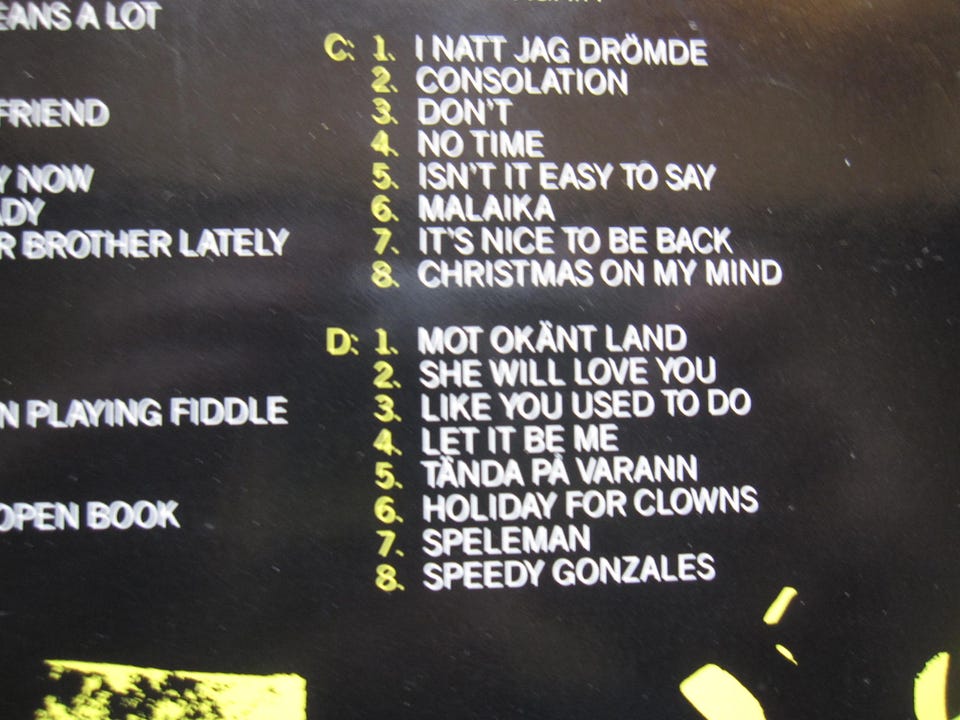 EANS A LOT
FRIEND
Y NOW
ADY
R BROTHER LATELY
N PLAYING FIDDLE
OPEN BOOK
C: 1. I NATT JAG DRÖMDE
2. CONSOLATION
3. DON'T
4. NO TIME
5. ISN'T IT EASY TO SAY
6. MALAIKA
7. IT'S NICE TO BE BACK
8. CHRISTMAS ON MY MIND
D: 1. MOT OKÄNT LAND
2. SHE WILL LOVE YOU
3. LIKE YOU USED TO DO
4. LET IT BE ME
5. TÄNDA PÅ VARANN
6. HOLIDAY FOR CLOWNS
7. SPELEMAN
8. SPEEDY GONZALES